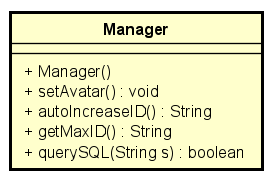 Manager
+ Manager()
+ setAvatar() : void
+ autoIncreaseID() : String
+ getMaxID() : String
+ querySQL(String s) : boolean